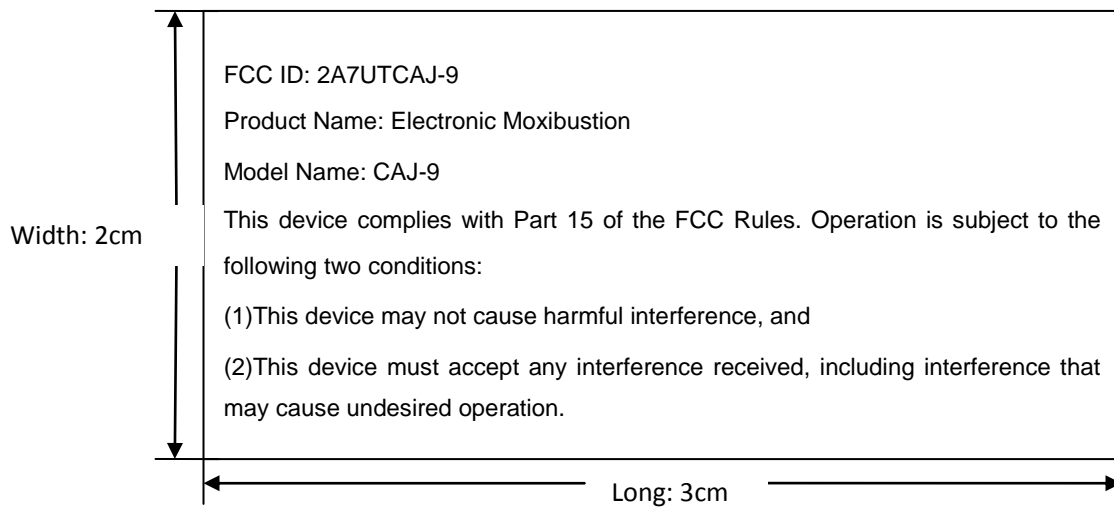 FCC ID: 2A7UTCAJ-9
Product Name: Electronic Moxibustion
Model Name: CAJ-9
This device complies with Part 15 of the FCC Rules. Operation is subject to the
following two conditions:
(1)This device may not cause harmful interference, and
(2)This device must accept any interference received, including interference that
may cause undesired operation.
Width: 2cm
Long: 3cm